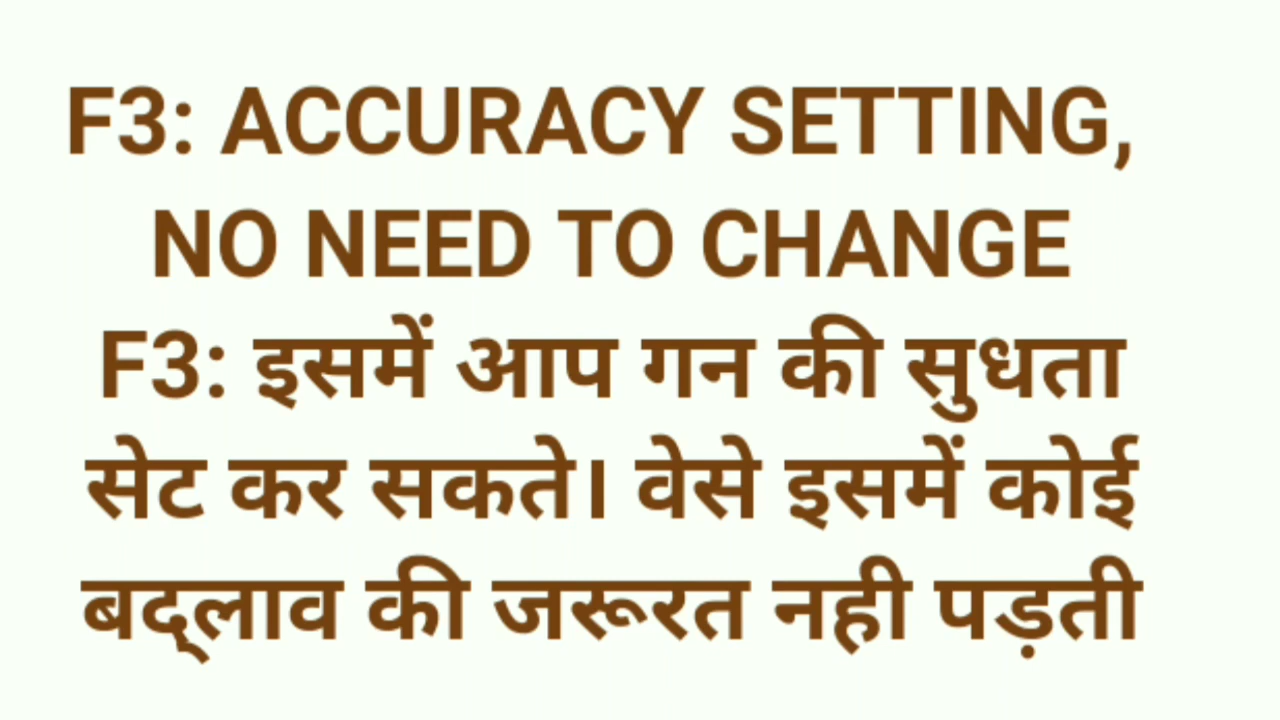 F3: ACCURACY SETTING,
NO NEED TO CHANGE
F3: इसमें आप गन की सुधता
सेट कर सकते। वेसे इसमें कोई
बद्लाव की जरूरत नही पड़ती